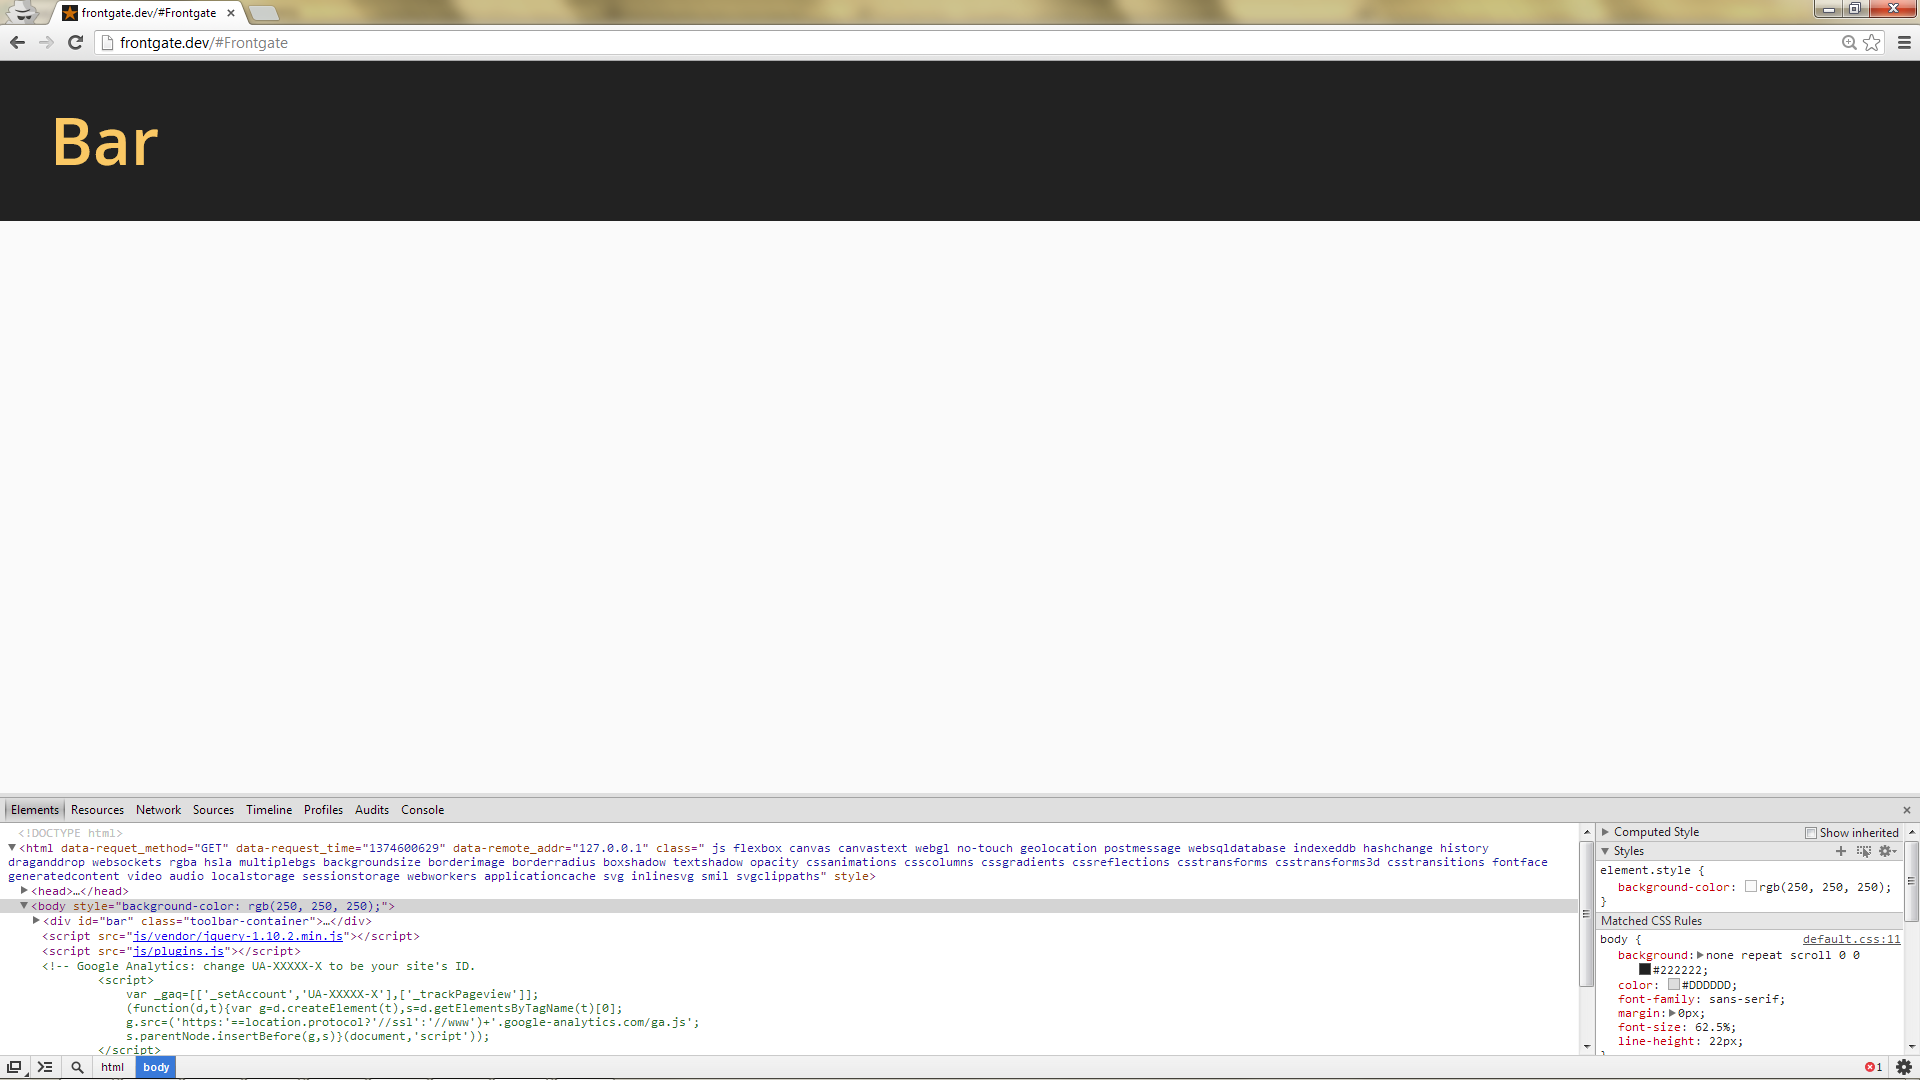 frontgate.dev/#Frontgate
frontgate.dev/#Frontgate
Bar
Elements Resources Network Sources Timeline Profiles Audits Console
<!DOCTYPE html>
<html data-requet_method="GET" data-request_time="1374600629" data-remote_addr="127.0.0.1" class=" js flexbox canvas canvastext webgl no-touch geolocation postmessage websqldatabase indexeddb hashchange history
draganddrop websockets rgba hsla multiplebgs backgroundsize borderimage borderradius boxshadow textshadow opacity cssanimations csscolumns cssgradients cssreflections csstransforms csstransforms3d csstransitions fontface
generatedcontent video audio localstorage sessionstorage webworkers applicationcache svg inlinesvg smil svgclippaths" style>
<head>…</head>
<body style="background-color: rgb(250, 250, 250);">
<div id="bar" class="toolbar-container">…</div>
<script src="js/vendor/jquery-1.10.2.min.js"></script>
<script src="js/plugins.js"></script>
<!-- Google Analytics: change UA-XXXXX-X to be your site's ID.
<script>
var _gaq=[['_setAccount','UA-XXXXX-X'],['_trackPageview']];
(function(d,t){var g=d.createElement(t),s=d.getElementsByTagName(t)[0];
g.src=('https:'==location.protocol?'//ssl':'//www')+'.google-analytics.com/ga.js';
s.parentNode.insertBefore(g,s)}(document,'script'));
</script>
Computed Style Show inherited
Styles
element.style {
background-color: rgb(250, 250, 250);
}
Matched CSS Rules
body { default.css:11
background: none repeat scroll 0 0
#222222;
color: #DDDDDD;
font-family: sans-serif;
margin: 0px;
font-size: 62.5%;
line-height: 22px;
}
html body 1